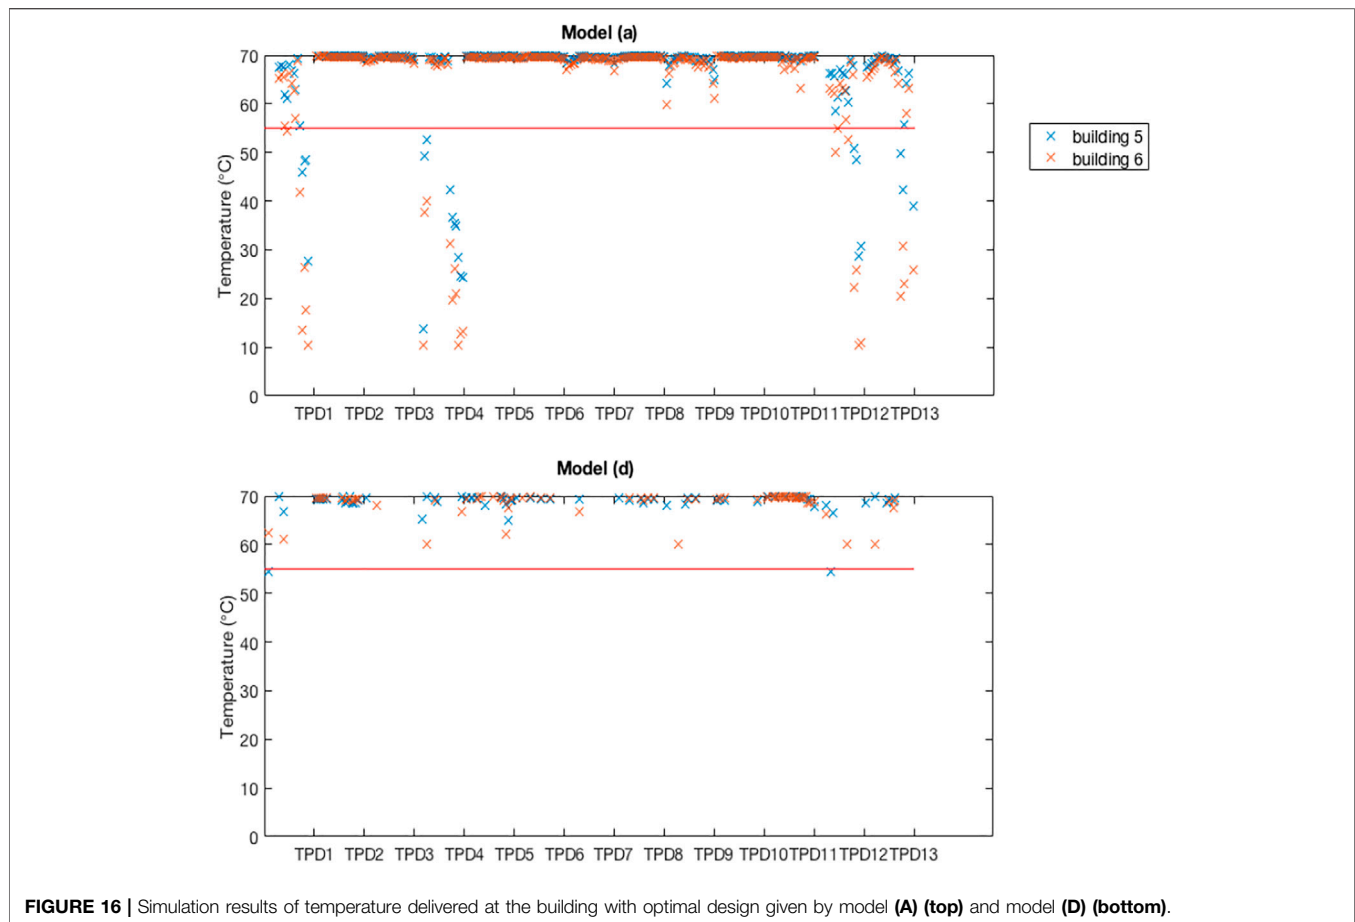 Model (a)
70
60
50
40
30
20
10
0
Temperature (°C)
TPD1 TPD2 TPD3 TPD4 TPD5 TPD6 TPD7 TPD8 TPD9 TPD10 TPD11 TPD12 TPD13
building 5
building 6
Model (d)
70
60
50
40
30
20
10
0
Temperature (°C)
TPD1 TPD2 TPD3 TPD4 TPD5 TPD6 TPD7 TPD8 TPD9 TPD10 TPD11 TPD12 TPD13
FIGURE 16 | Simulation results of temperature delivered at the building with optimal design given by model (A) (top) and model (D) (bottom).